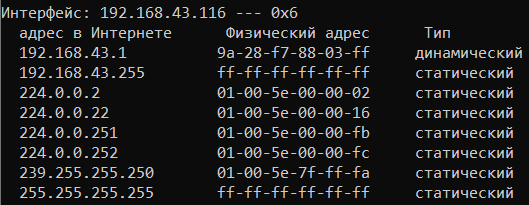 Интерфейс: 192.168.43.116 --- 0x6
адрес в Интернете Физический адрес Тип
192.168.43.1 9a-28-f7-88-03-ff динамический
192.168.43.255 ff-ff-ff-ff-ff-ff статический
224.0.0.2 01-00-5e-00-00-02 статический
224.0.0.22 01-00-5e-00-00-16 статический
224.0.0.251 01-00-5e-00-00-fb статический
224.0.0.252 01-00-5e-00-00-fc статический
239.255.255.250 01-00-5e-7f-ff-fa статический
255.255.255.255 ff-ff-ff-ff-ff-ff статический